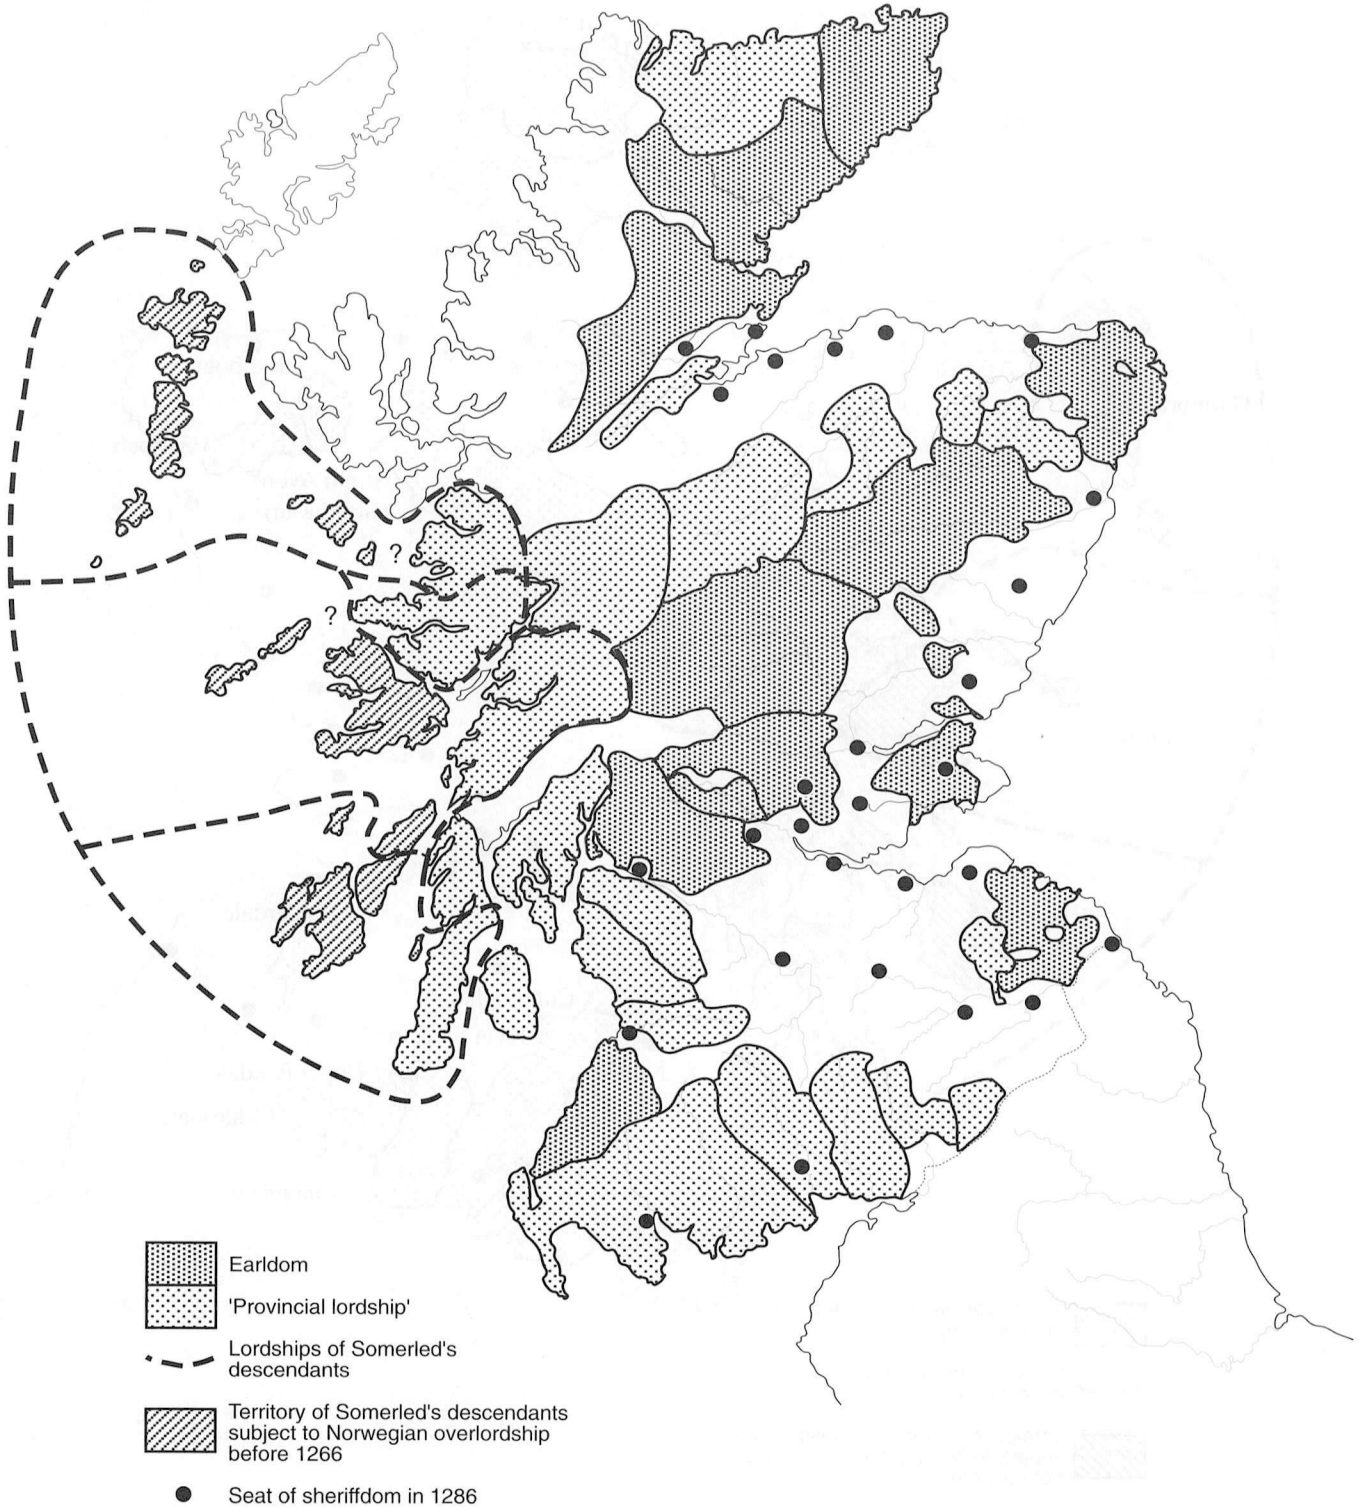 ?
?
Earldom
'Provincial lordship'
Lordships of Somerled's
descendants
Territory of Somerled's descendants
subject to Norwegian overlordship
before 1266
Seat of sheriffdom in 1286